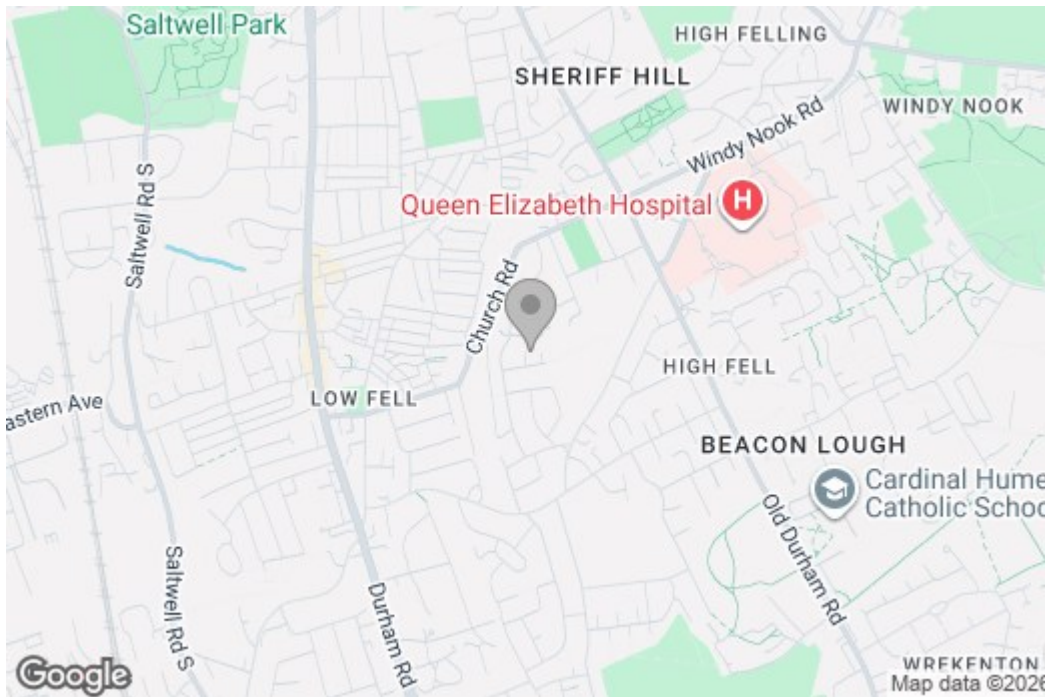 Saltwell Park
HIGH FELLING
SHERIFF HILL
WINDY NOOK
Windy Nook Rd
Saltwell Rd S
Queen Elizabeth Hospital
H
Church Rd
HIGH FELL
LOW FELL
astern Ave
BEACON LOUGH
Cardinal Hume
Catholic Schoo
Old Durham Rd
Saltwell Rd S
Durham Rd
WREKENTON
Google
Map data ©2026